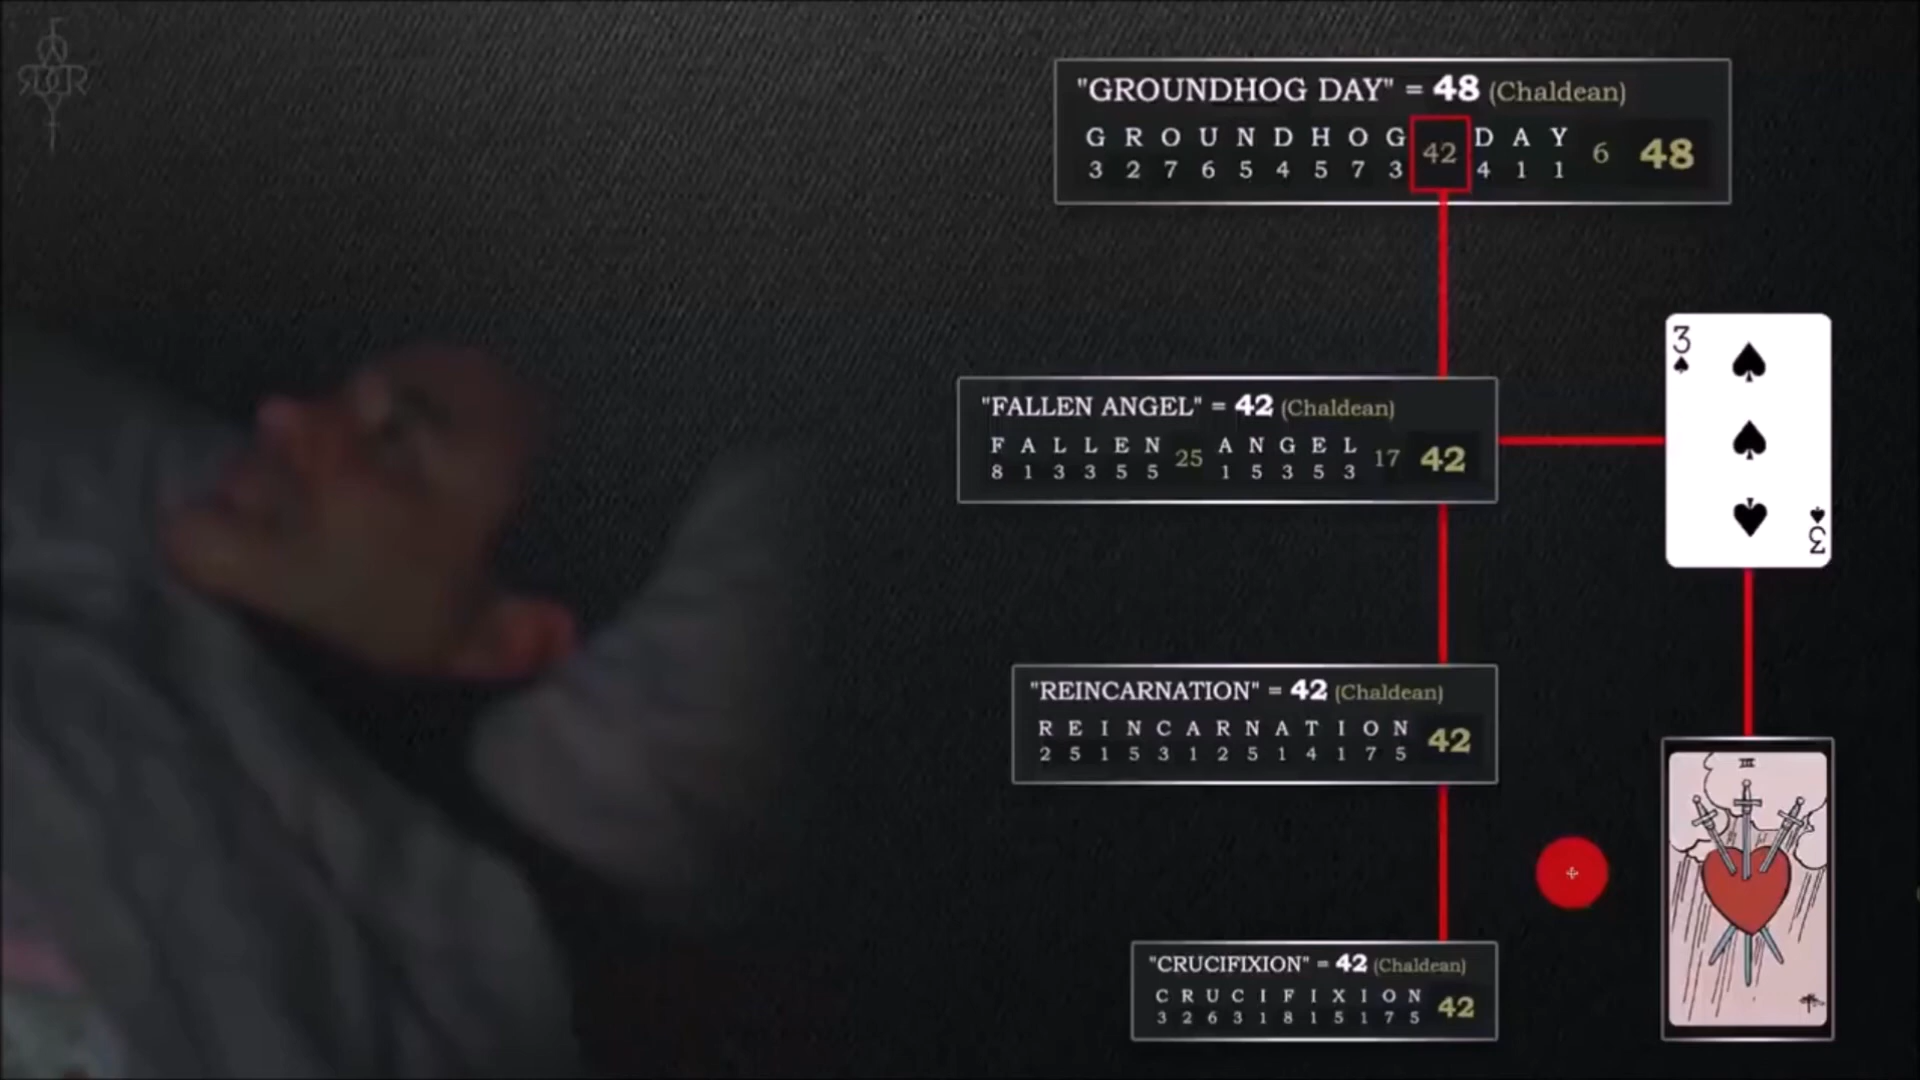 "GROUNDHOG DAY" = 48 (Chaldean)
G R O U N D H O G 42 D A Y 6 48
3 2 7 6 5 4 5 7 3 4 1 1
3
"FALLEN ANGEL" = 42 (Chaldean)
F A L L E N 25 A N G E L 17 42
8 1 3 3 5 5 1 5 3 5 3
3
"REINCARNATION" = 42 (Chaldean)
R E I N C A R N A T I O N 42
2 5 1 5 3 1 2 5 1 4 1 7 5
III
"CRUCIFIXION" = 42 (Chaldean)
C R U C I F I X I O N 42
3 2 6 3 1 8 1 5 1 7 5